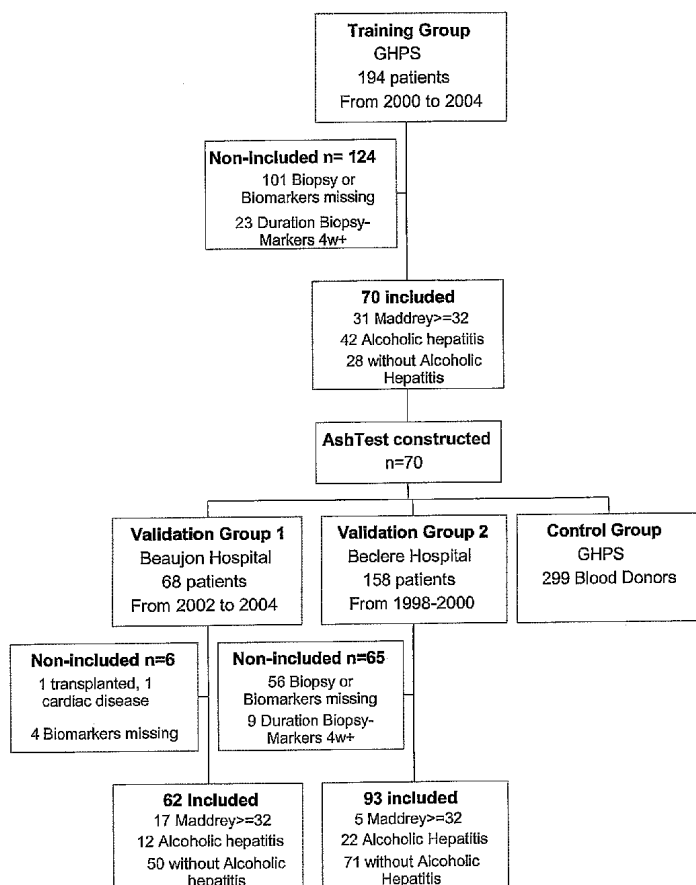 Training Group
GHPS
194 patients
From 2000 to 2004
Non-Included n= 124
101 Biopsy or
Biomarkers missing
23 Duration Biopsy-
Markers 4w+
70 included
31 Maddrey>=32
42 Alcoholic hepatitis
28 without Alcoholic
Hepatitis
AshTest constructed
n=70
Validation Group 1
Beaujon Hospital
68 patients
From 2002 to 2004
Validation Group 2
Beclere Hospital
158 patients
From 1998-2000
Control Group
GHPS
299 Blood Donors
Non-included n=6
1 transplanted, 1
cardiac disease
4 Biomarkers missing
Non-included n=65
56 Biopsy or
Biomarkers missing
9 Duration Biopsy-
Markers 4w+
62 Included
17 Maddrey>=32
12 Alcoholic hepatitis
50 without Alcoholic
hepatitis
93 included
5 Maddrey>=32
22 Alcoholic Hepatitis
71 without Alcoholic
Hepatitis